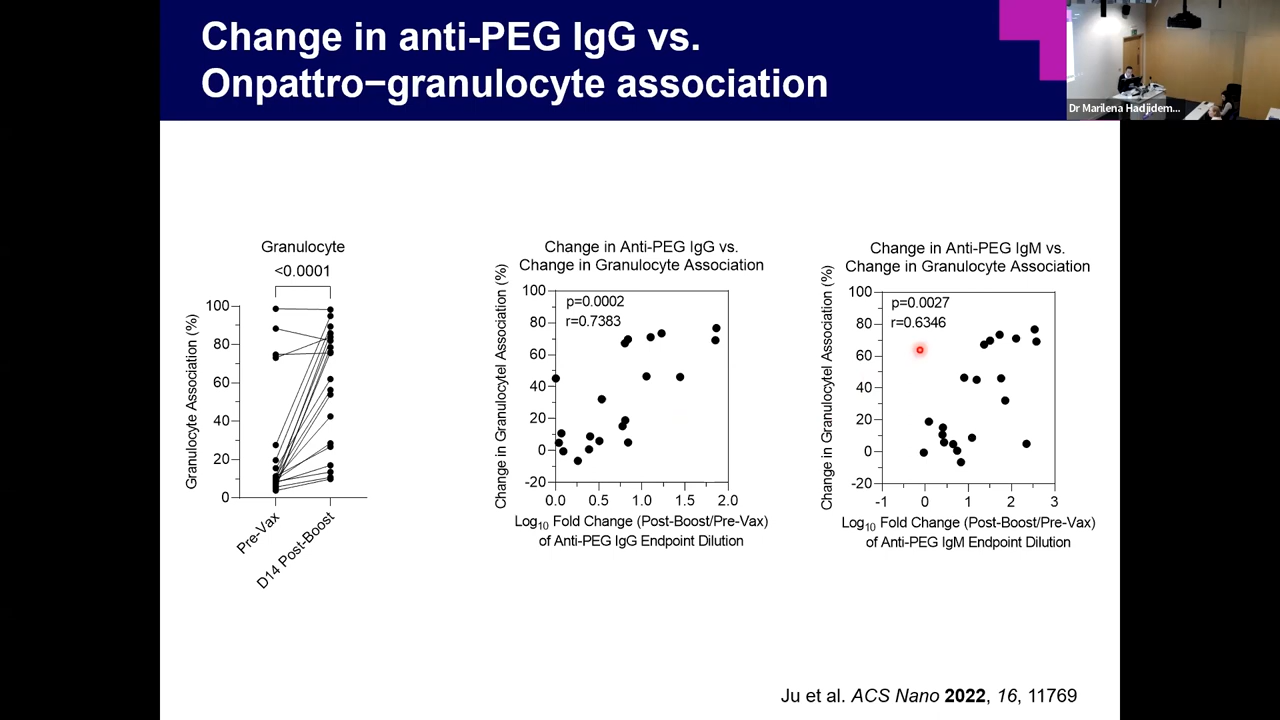 Change in anti-PEG IgG vs.
Onpattro−granulocyte association
Dr Marilena Hadjidem...
Granulocyte
<0.0001
Granulocyte Association (%)
100
80
60
40
20
0
Pre-Vax
D14 Post-Boost
Change in Anti-PEG IgG vs.
Change in Granulocyte Association
p=0.0002
r=0.7383
Change in Granulocytel Association (%)
100
80
60
40
20
0
-20
0.0 0.5 1.0 1.5 2.0
Log10 Fold Change (Post-Boost/Pre-Vax)
of Anti-PEG IgG Endpoint Dilution
Change in Anti-PEG IgM vs.
Change in Granulocyte Association
p=0.0027
r=0.6346
Change in Granulocytel Association (%)
100
80
60
40
20
0
-20
-1 0 1 2 3
Log10 Fold Change (Post-Boost/Pre-Vax)
of Anti-PEG IgM Endpoint Dilution
Ju et al. ACS Nano 2022, 16, 11769